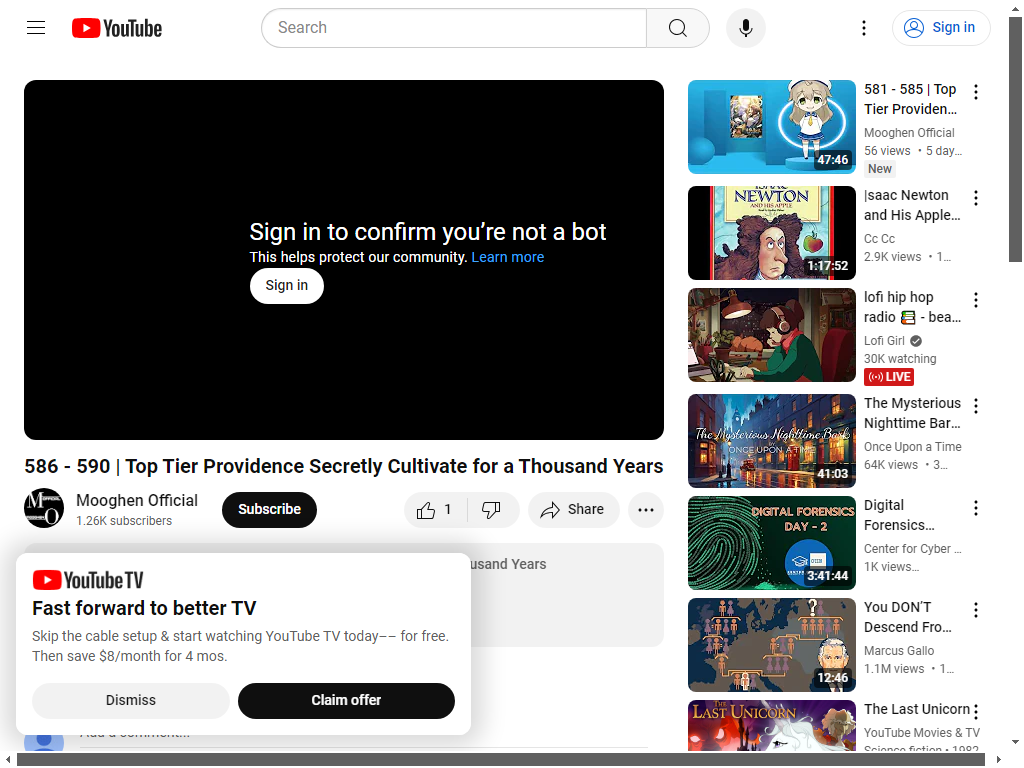 YouTube
Search
Sign in
Sign in to confirm you're not a bot
This helps protect our community. Learn more
Sign in
586 - 590 | Top Tier Providence Secretly Cultivate for a Thousand Years
Mooghen Official
1.26K subscribers
Subscribe
1
Share
usand Years
YouTube TV
Fast forward to better TV
Skip the cable setup & start watching YouTube TV today–– for free.
Then save $8/month for 4 mos.
Dismiss
Claim offer
Add a comment...
47:46
581 - 585 | Top
Tier Providen...
Mooghen Official
56 views • 5 day...
New
ISAAC
NEWTON
AND HIS APPLE
1:17:52
|saac Newton
and His Apple...
Cc Cc
2.9K views • 1...
lofi hip hop
radio 📚 - bea...
Lofi Girl
30K watching
LIVE
The Mysterious Nighttime Bark
BY
ONCE UPON A TIME
41:03
The Mysterious
Nighttime Bar...
Once Upon a Time
64K views • 3...
DIGITAL FORENSICS
DAY - 2
3:41:44
Digital
Forensics...
Center for Cyber ...
1K views...
?
12:46
You DON'T
Descend Fro...
Marcus Gallo
1.1M views • 1...
THE
LAST UNICORN
The Last Unicorn
YouTube Movies & TV
Science fiction • 1982